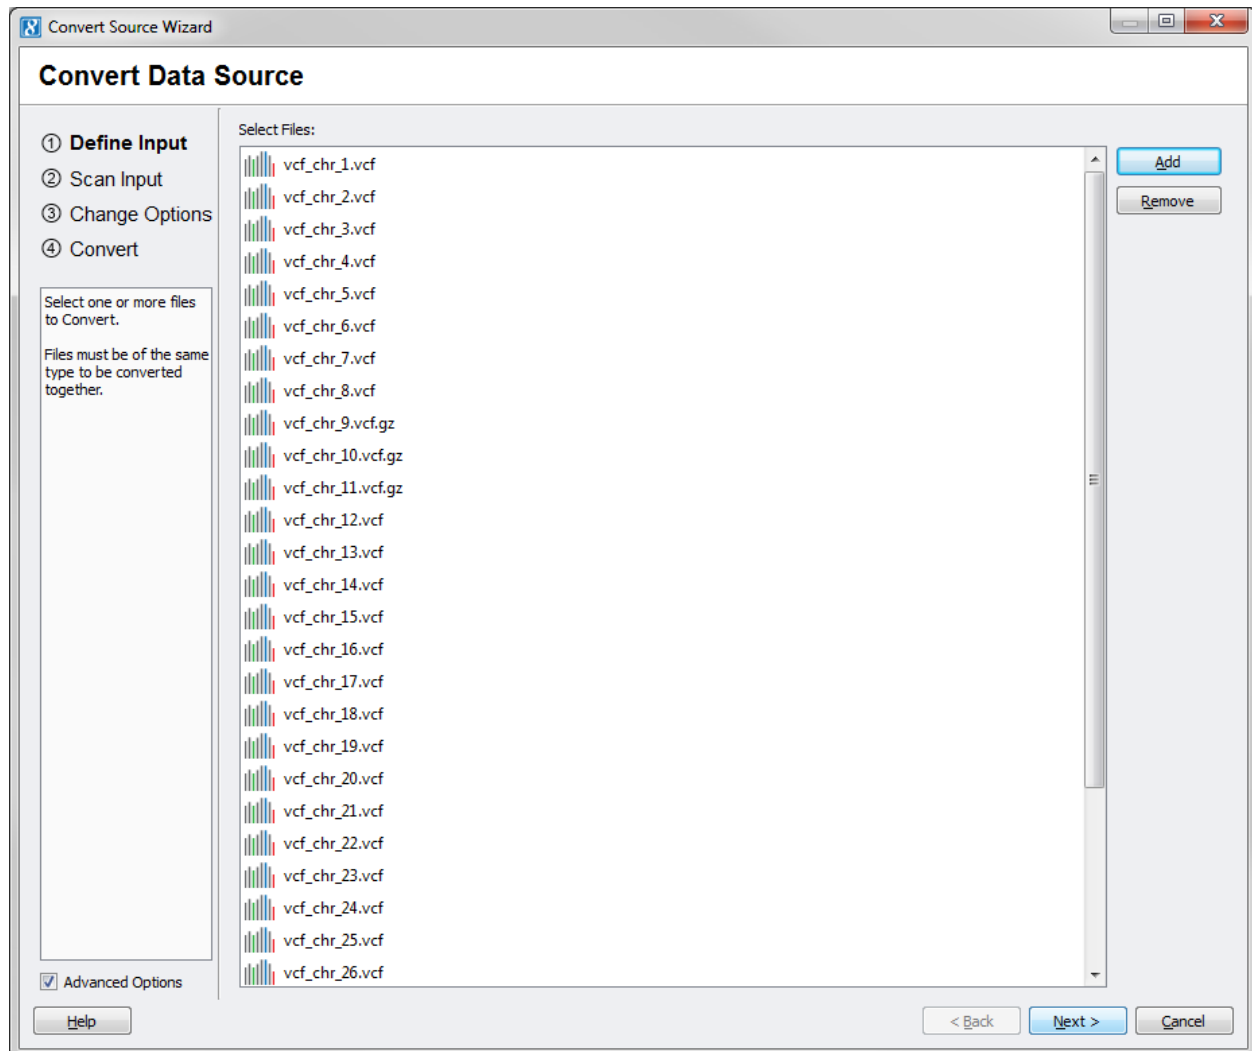 Convert Source Wizard
Convert Data Source
① Define Input
② Scan Input
③ Change Options
④ Convert
Select one or more files
to Convert.
Files must be of the same
type to be converted
together.
Advanced Options
Select Files:
vcf_chr_1.vcf
vcf_chr_2.vcf
vcf_chr_3.vcf
vcf_chr_4.vcf
vcf_chr_5.vcf
vcf_chr_6.vcf
vcf_chr_7.vcf
vcf_chr_8.vcf
vcf_chr_9.vcf.gz
vcf_chr_10.vcf.gz
vcf_chr_11.vcf.gz
vcf_chr_12.vcf
vcf_chr_13.vcf
vcf_chr_14.vcf
vcf_chr_15.vcf
vcf_chr_16.vcf
vcf_chr_17.vcf
vcf_chr_18.vcf
vcf_chr_19.vcf
vcf_chr_20.vcf
vcf_chr_21.vcf
vcf_chr_22.vcf
vcf_chr_23.vcf
vcf_chr_24.vcf
vcf_chr_25.vcf
vcf_chr_26.vcf
Add
Remove
Help
< Back
Next >
Cancel